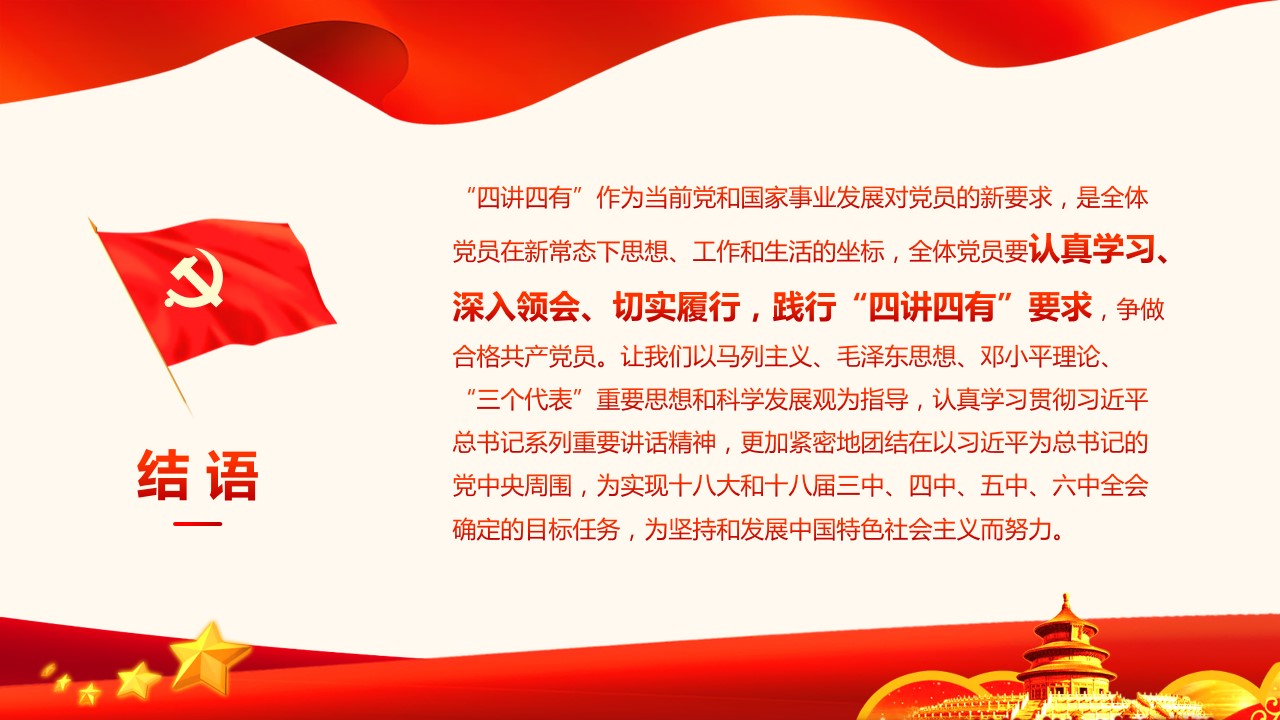 结 语
“四讲四有”作为当前党和国家事业发展对党员的新要求，是全体
党员在新常态下思想、工作和生活的坐标，全体党员要认真学习、
深入领会、切实履行，践行“四讲四有”要求，争做
合格共产党员。让我们以马列主义、毛泽东思想、邓小平理论、
“三个代表”重要思想和科学发展观为指导，认真学习贯彻习近平
总书记系列重要讲话精神，更加紧密地团结在以习近平为总书记的
党中央周围，为实现十八大和十八届三中、四中、五中、六中全会
确定的目标任务，为坚持和发展中国特色社会主义而努力。